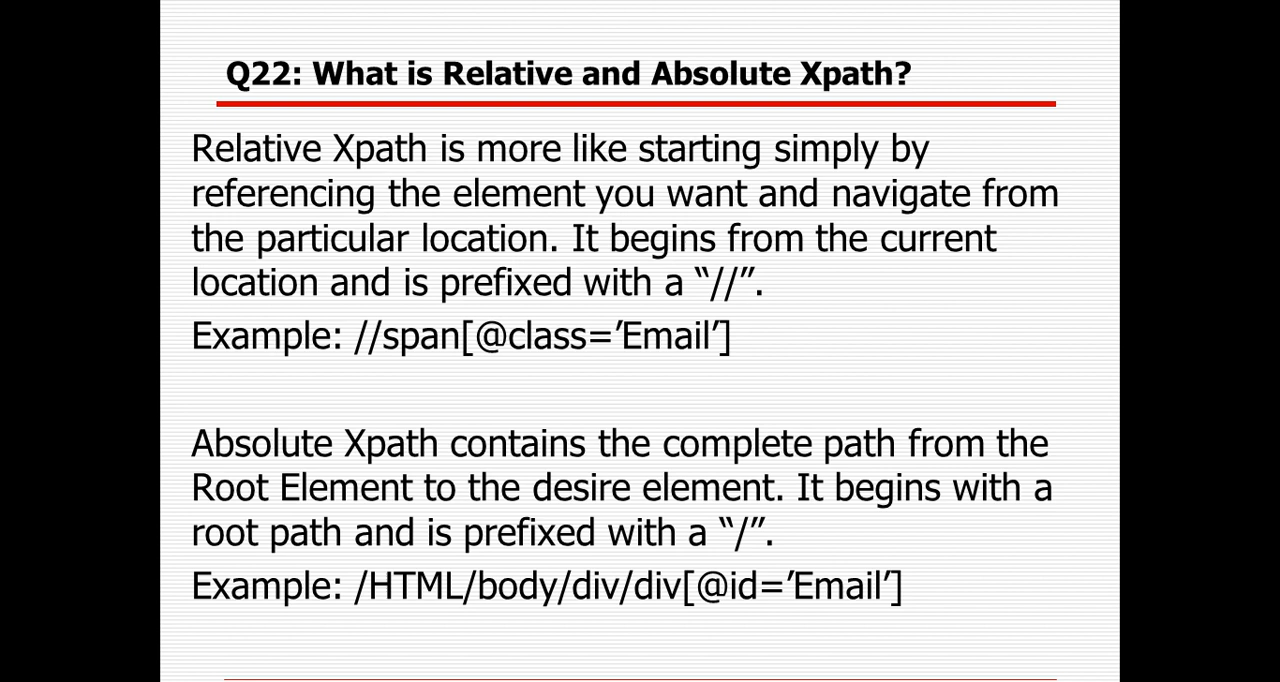 Q22: What is Relative and Absolute Xpath?
Relative Xpath is more like starting simply by
referencing the element you want and navigate from
the particular location. It begins from the current
location and is prefixed with a “//”.
Example: //span[@class=’Email’]
Absolute Xpath contains the complete path from the
Root Element to the desire element. It begins with a
root path and is prefixed with a “/”.
Example: /HTML/body/div/div[@id=’Email’]